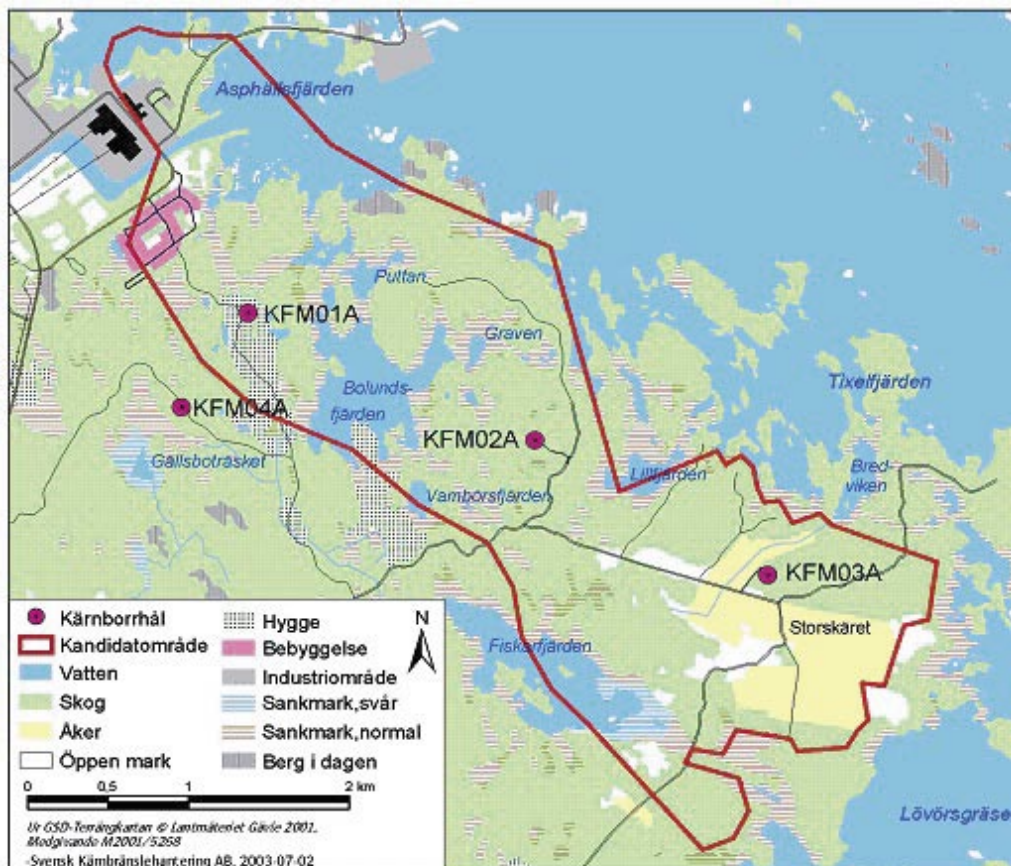 Asphällsfjärden
Puttan
KFM01A
Graven
Bolunds-
fjärden
Tixelfjärden
KFM04A
KFM02A
Gällsboträsket
Lillfjärden
Bred-
viken
Vambörsfjärden
KFM03A
Storskäret
Fiskarfjärden
Lövörsgräse
N
Kärnborrhål
Kandidatområde
Vatten
Skog
Åker
Öppen mark
Hygge
Bebyggelse
Industriområde
Sankmark,svår
Sankmark,normal
Berg i dagen
0 0,5 1 2 km
Ur GSD-Terrängkartan © Lantmäteriet Gävle 2001.
Medgivande M2001/5268
-Svensk Kärnbränslehantering AB, 2003-07-02